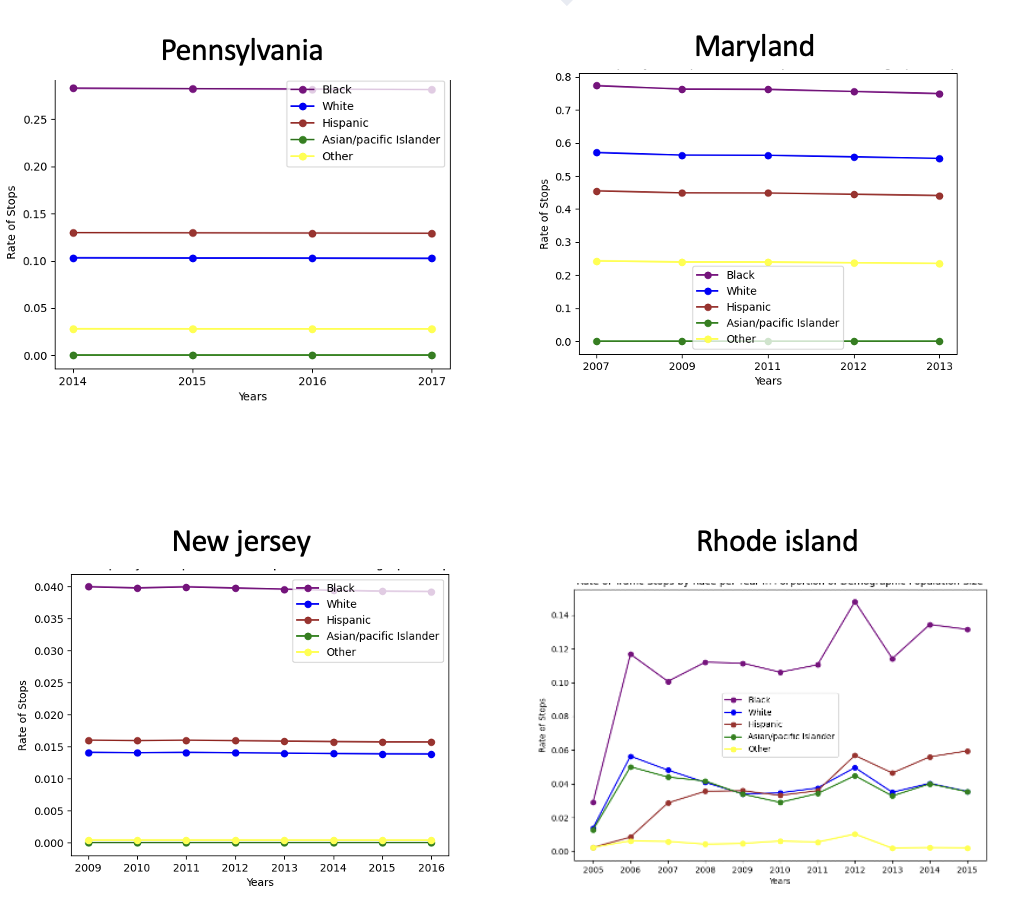 Pennsylvania
Black
White
Hispanic
Asian/pacific Islander
Other
0.25
0.20
0.15
0.10
0.05
0.00
Rate of Stops
2014 2015 2016 2017
Years
Maryland
0.8
0.7
0.6
0.5
0.4
0.3
0.2
0.1
0.0
Rate of Stops
Black
White
Hispanic
Asian/pacific Islander
Other
2007 2009 2011 2012 2013
Years
New jersey
0.040
0.035
0.030
0.025
0.020
0.015
0.010
0.005
0.000
Rate of Stops
Black
White
Hispanic
Asian/pacific Islander
Other
2009 2010 2011 2012 2013 2014 2015 2016
Years
Rhode island
Rate of Traffic Stops by Race per Year in Porportion of Demographic Population Size
0.14
0.12
0.10
0.08
0.06
0.04
0.02
0.00
Rate of Stops
Black
White
Hispanic
Asian/pacific Islander
Other
2005 2006 2007 2008 2009 2010 2011 2012 2013 2014 2015
Years